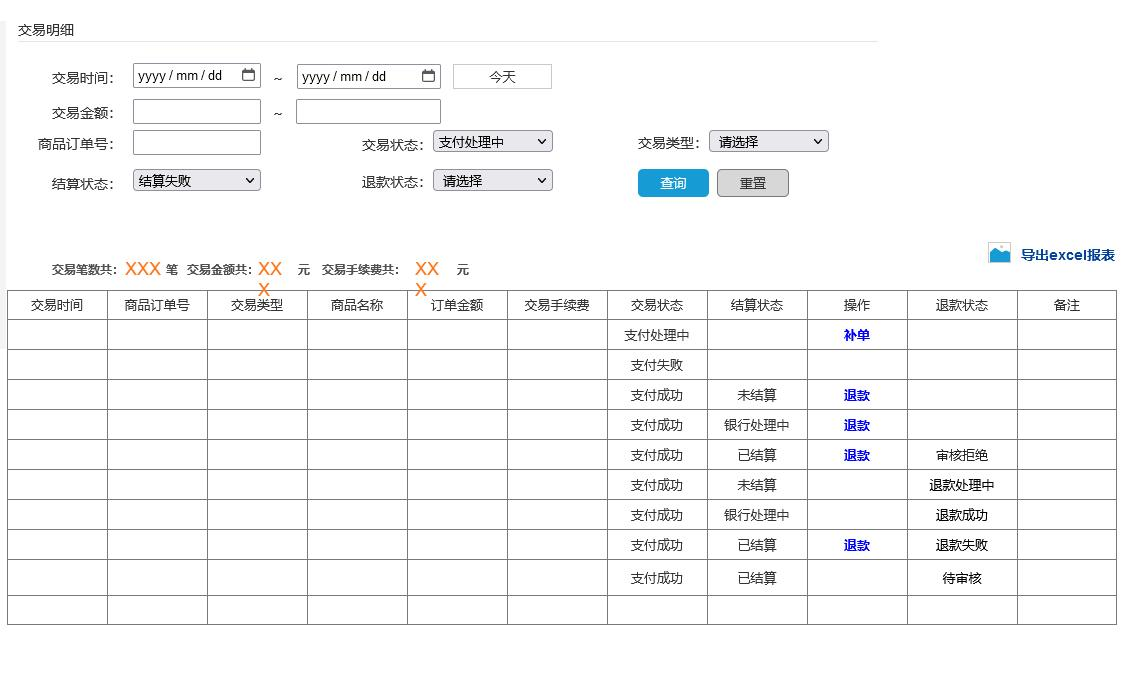 交易明细
交易时间： yyyy / mm / dd ~ yyyy / mm / dd 今天
交易金额： ~
商品订单号： 交易状态： 支付处理中 交易类型： 请选择
结算状态： 结算失败 退款状态： 请选择 查询 重置
导出excel报表
交易笔数共： XXX 笔 交易金额共： XXX 元 交易手续费共： XXX 元
交易时间 商品订单号 交易类型 商品名称 订单金额 交易手续费 交易状态 结算状态 操作 退款状态 备注
支付处理中 补单
支付失败
支付成功 未结算 退款
支付成功 银行处理中 退款
支付成功 已结算 退款 审核拒绝
支付成功 未结算 退款处理中
支付成功 银行处理中 退款成功
支付成功 已结算 退款 退款失败
支付成功 已结算 待审核